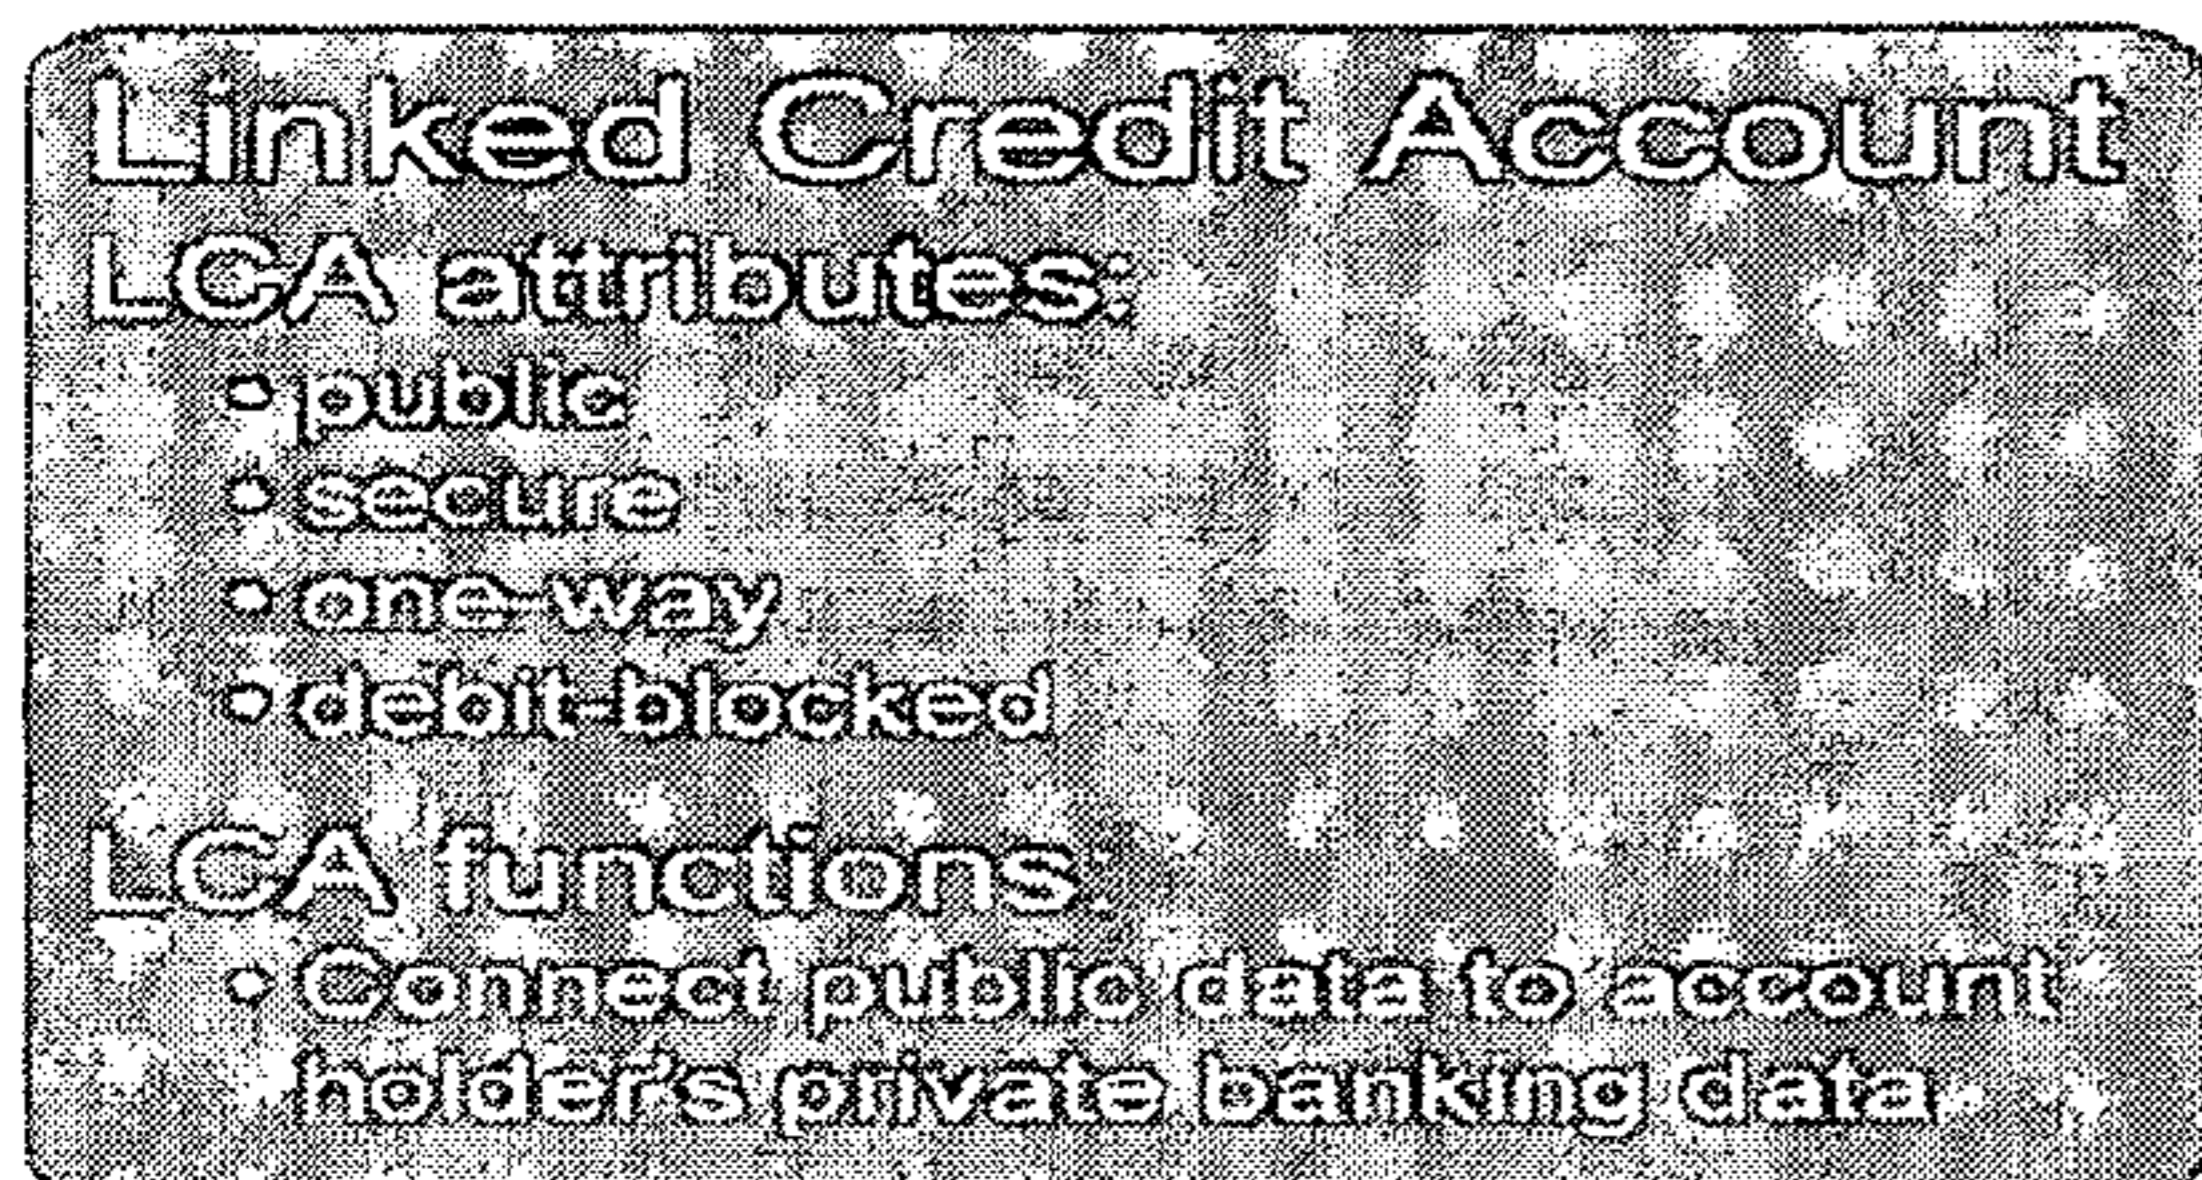 Linked Credit Account
LCA attributes:
• public
• secure
• one-way
• debit-blocked
LCA functions:
• Connect public data to account
holder's private banking data